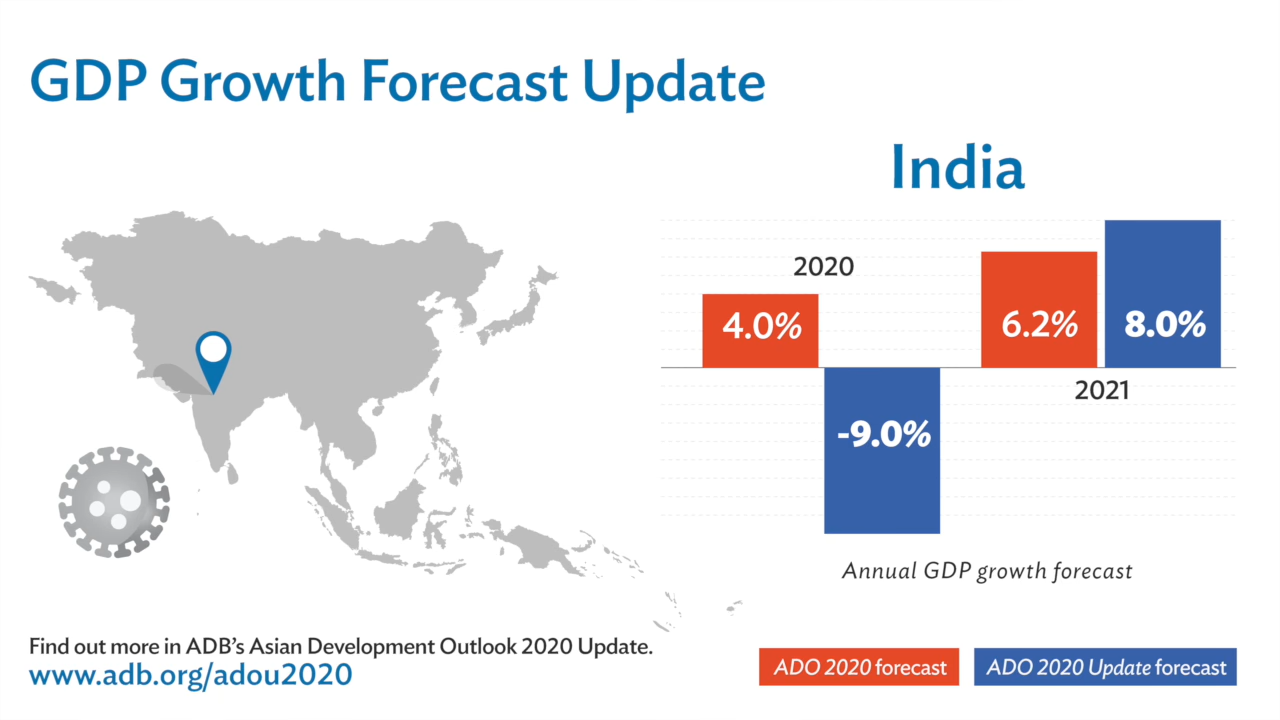 GDP Growth Forecast Update
India
2020
4.0%
-9.0%
6.2%
8.0%
2021
Annual GDP growth forecast
Find out more in ADB's Asian Development Outlook 2020 Update.
www.adb.org/adou2020
ADO 2020 forecast
ADO 2020 Update forecast